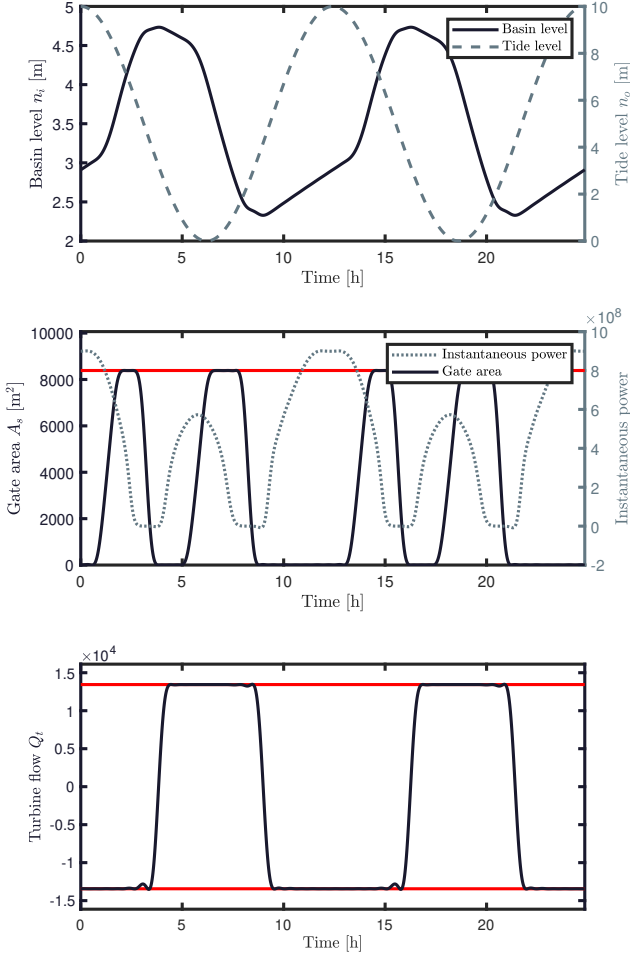 5
4.5
4
3.5
3
2.5
2
Basin level n_i [m]
10
8
6
4
2
0
Tide level n_o [m]
Basin level
Tide level
0 5 10 15 20
Time [h]
10000
8000
6000
4000
2000
0
Gate area A_s [m²]
×10⁸
10
8
6
4
2
0
-2
Instantaneous power
Instantaneous power
Gate area
0 5 10 15 20
Time [h]
×10⁴
1.5
1
0.5
0
-0.5
-1
-1.5
Turbine flow Q_t
0 5 10 15 20
Time [h]